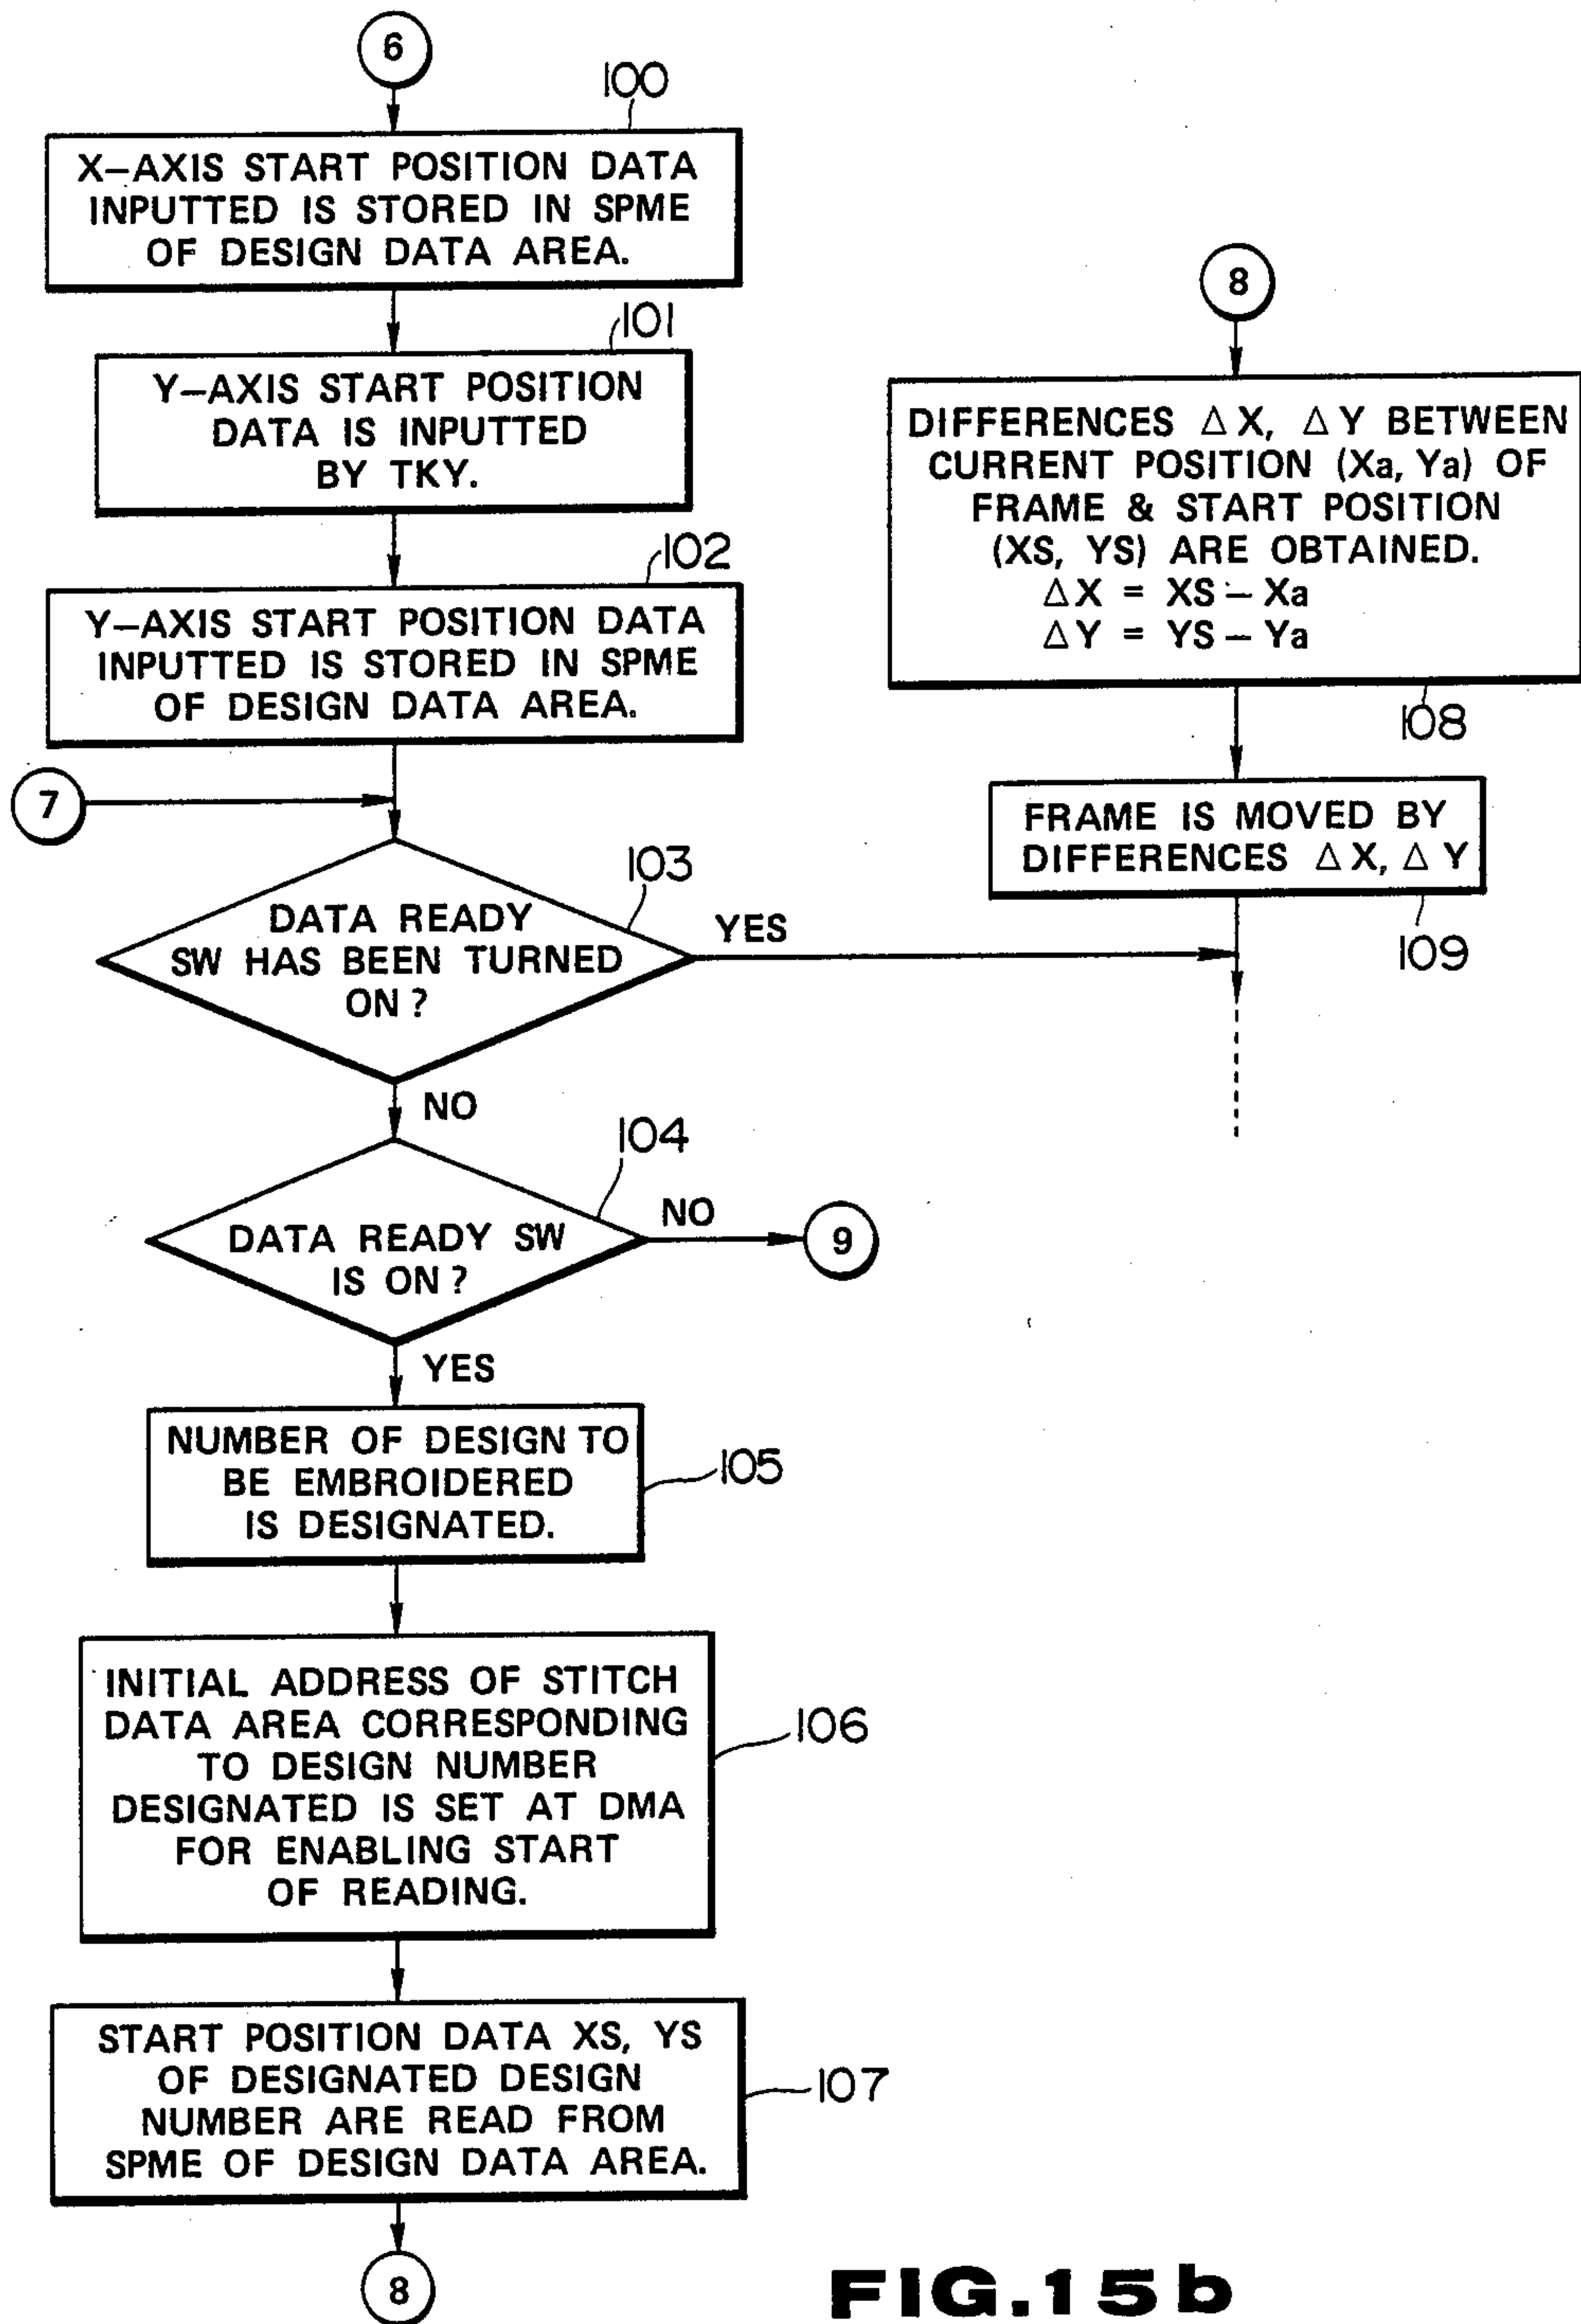 6
100
X-AXIS START POSITION DATA
INPUTTED IS STORED IN SPME
OF DESIGN DATA AREA.
101
Y-AXIS START POSITION
DATA IS INPUTTED
BY TKY.
102
Y-AXIS START POSITION DATA
INPUTTED IS STORED IN SPME
OF DESIGN DATA AREA.
7
103
DATA READY
SW HAS BEEN TURNED
ON?
YES
NO
104
DATA READY SW
IS ON?
NO
9
YES
NUMBER OF DESIGN TO
BE EMBROIDERED
IS DESIGNATED.
105
INITIAL ADDRESS OF STITCH
DATA AREA CORRESPONDING
TO DESIGN NUMBER
DESIGNATED IS SET AT DMA
FOR ENABLING START
OF READING.
106
START POSITION DATA XS, YS
OF DESIGNATED DESIGN
NUMBER ARE READ FROM
SPME OF DESIGN DATA AREA.
107
8
8
DIFFERENCES ΔX, ΔY BETWEEN
CURRENT POSITION (Xa, Ya) OF
FRAME & START POSITION
(XS, YS) ARE OBTAINED.
ΔX = XS – Xa
ΔY = YS – Ya
108
FRAME IS MOVED BY
DIFFERENCES ΔX, ΔY
109
FIG.15b